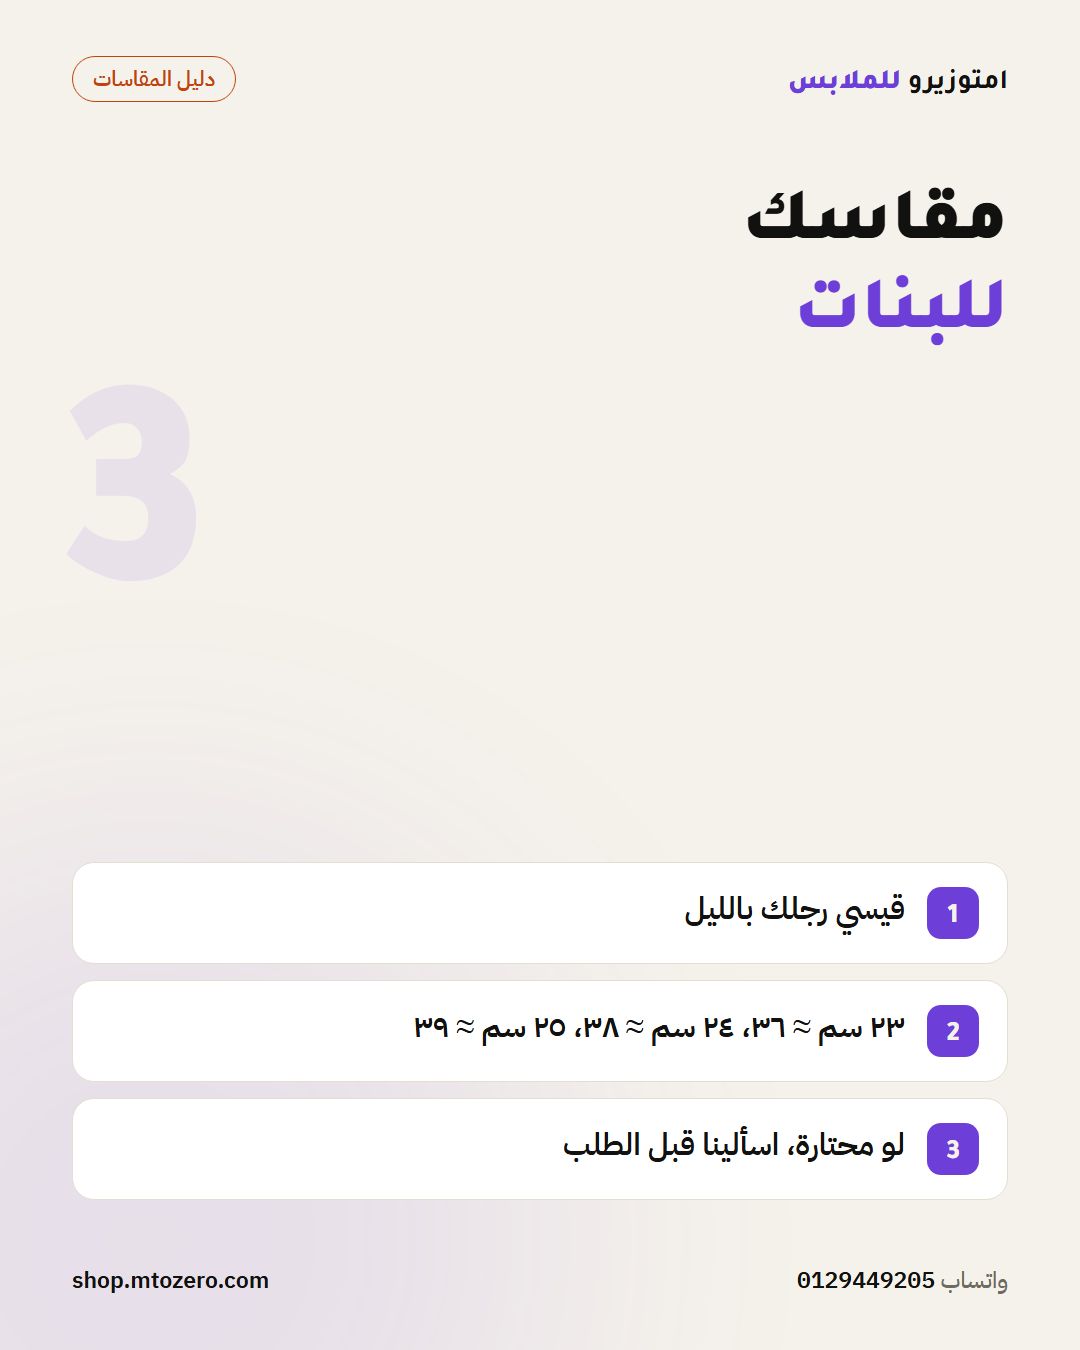 امتوزيرو للملابس
دليل المقاسات
مقاسك
للبنات
3
1 قيسي رجلك بالليل
2 ٢٣ سم ≈ ٣٦، ٢٤ سم ≈ ٣٨، ٢٥ سم ≈ ٣٩
3 لو محتارة، اسألينا قبل الطلب
واتساب 0129449205
shop.mtozero.com